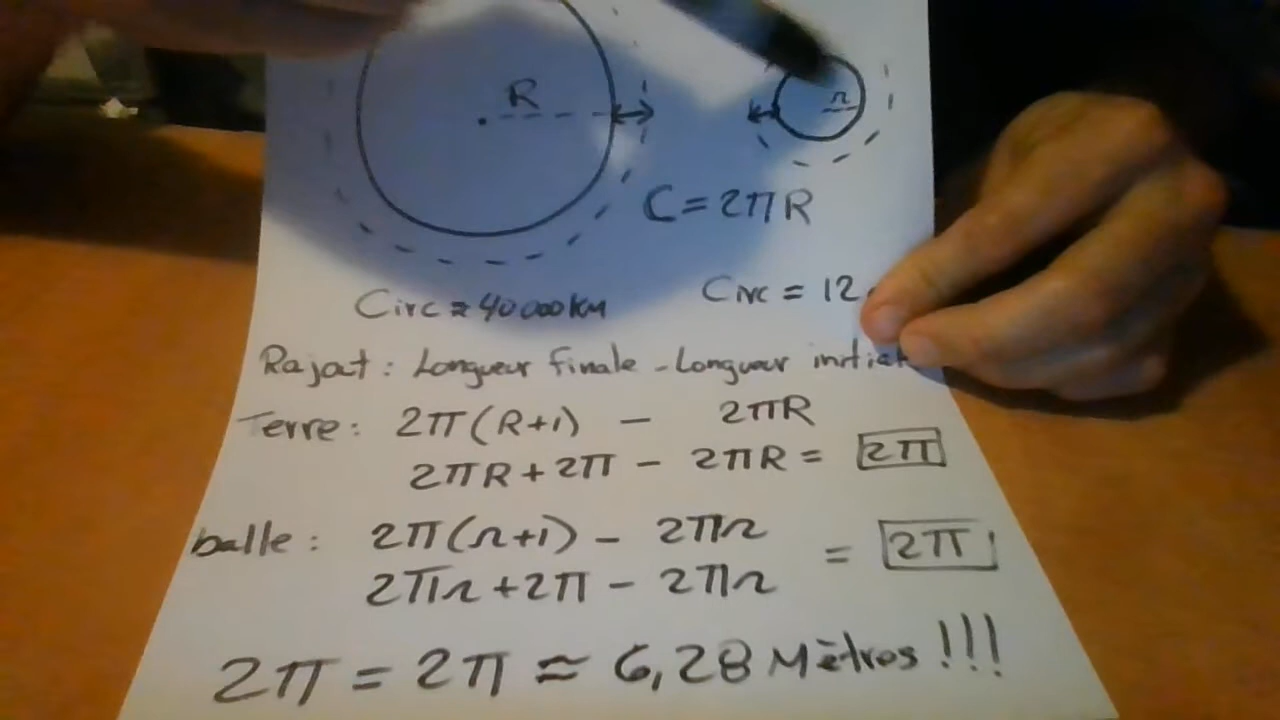 R
r
C = 2πR
Circ ≈ 40 000 km
Circ = 12
Rajout : Longueur finale - Longueur initiale
Terre : 2π(R+1) - 2πR
2πR + 2π - 2πR = 2π
balle : 2π(r+1) - 2πr
2πr + 2π - 2πr = 2π
2π = 2π ≈ 6,28 Mètres !!!